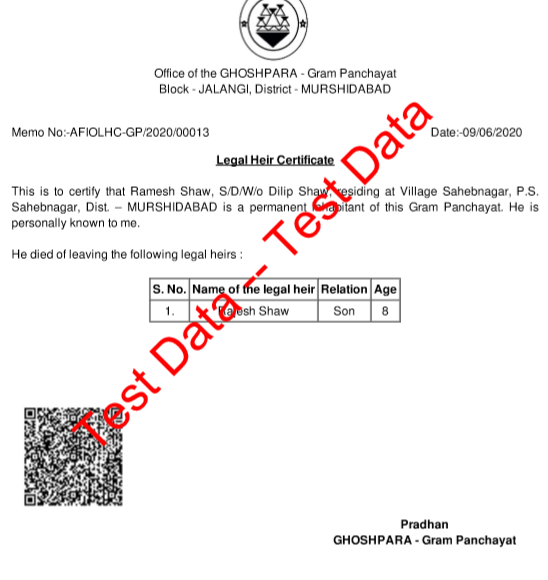 Office of the GHOSHPARA - Gram Panchayat
Block - JALANGI, District - MURSHIDABAD
Memo No:-AFIOLHC-GP/2020/00013 Date:-09/06/2020
Legal Heir Certificate
This is to certify that Ramesh Shaw, S/D/W/o Dilip Shaw, residing at Village Sahebnagar, P.S.
Sahebnagar, Dist. – MURSHIDABAD is a permanent inhabitant of this Gram Panchayat. He is
personally known to me.
He died of leaving the following legal heirs :
S. No. Name of the legal heir Relation Age
1. Rajesh Shaw Son 8
Test Data -- Test Data
Pradhan
GHOSHPARA - Gram Panchayat